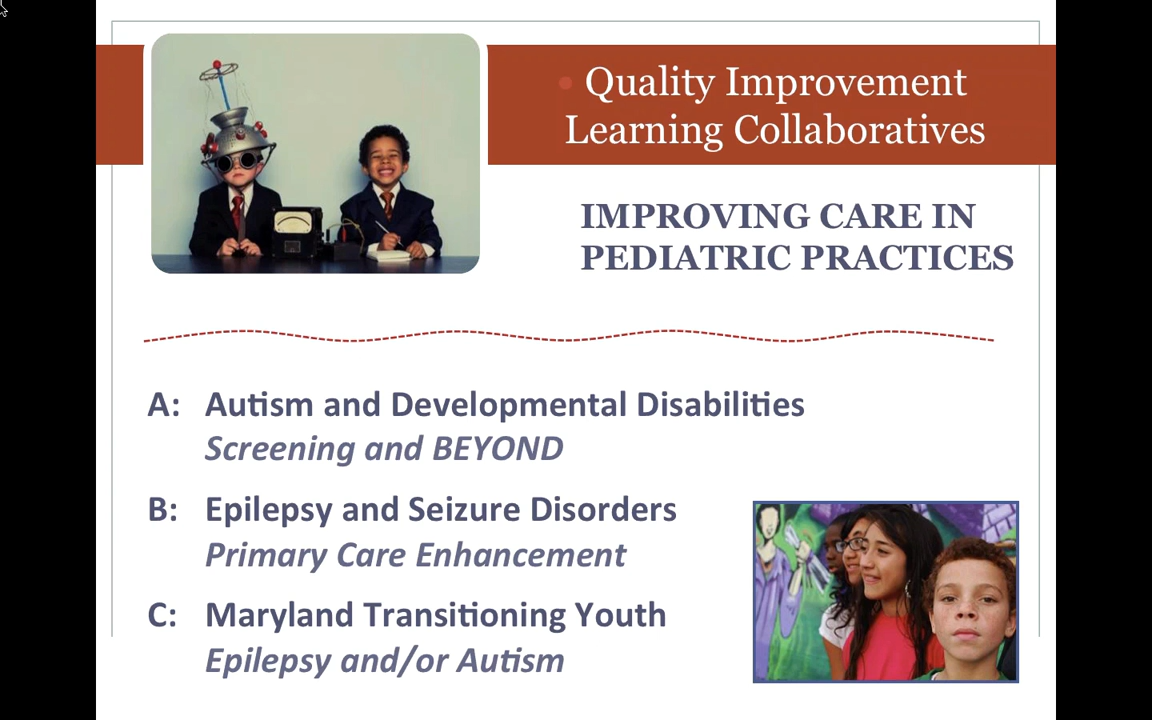 • Quality Improvement
Learning Collaboratives
IMPROVING CARE IN
PEDIATRIC PRACTICES
A: Autism and Developmental Disabilities
Screening and BEYOND
B: Epilepsy and Seizure Disorders
Primary Care Enhancement
C: Maryland Transitioning Youth
Epilepsy and/or Autism